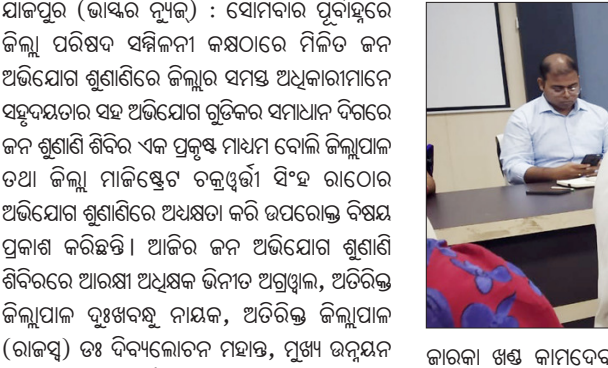 ଯାଜପୁର (ଭାସ୍କର ନ୍ୟୁଜ୍) : ସୋମବାର ପୂର୍ବାହ୍ନରେ
ଜିଲ୍ଲା ପରିଷଦ ସମ୍ମିଳନୀ କକ୍ଷଠାରେ ମିଳିତ ଜନ
ଅଭିଯୋଗ ଶୁଣାଣିରେ ଜିଲ୍ଲାର ସମସ୍ତ ଅଧିକାରୀମାନେ
ସହୃଦୟତାର ସହ ଅଭିଯୋଗ ଗୁଡିକର ସମାଧାନ ଦିଗରେ
ଜନ ଶୁଣାଣି ଶିବିର ଏକ ପ୍ରକୃଷ୍ଟ ମାଧ୍ୟମ ବୋଲି ଜିଲ୍ଲାପାଳ
ତଥା ଜିଲ୍ଲା ମାଜିଷ୍ଟ୍ରେଟ ଚକ୍ରୱର୍ତ୍ତୀ ସିଂହ ରାଠୋର
ଅଭିଯୋଗ ଶୁଣାଣିରେ ଅଧ୍ୟକ୍ଷତା କରି ଉପରୋକ୍ତ ବିଷୟ
ପ୍ରକାଶ କରିଛନ୍ତି। ଆଜିର ଜନ ଅଭିଯୋଗ ଶୁଣାଣି
ଶିବିରରେ ଆରକ୍ଷୀ ଅଧିକ୍ଷକ ଭିନୀତ ଅଗ୍ରୱାଲ, ଅତିରିକ୍ତ
ଜିଲ୍ଲାପାଳ ଦୁଃଖବନ୍ଧୁ ନାୟକ, ଅତିରିକ୍ତ ଜିଲ୍ଲାପାଳ
(ରାଜସ୍ୱ) ଡଃ ଦିବ୍ୟଲୋଚନ ମହାନ୍ତ, ମୁଖ୍ୟ ଉନ୍ନୟନ
ଜାରକା ଖଣ୍ଡ କାମଦେବ